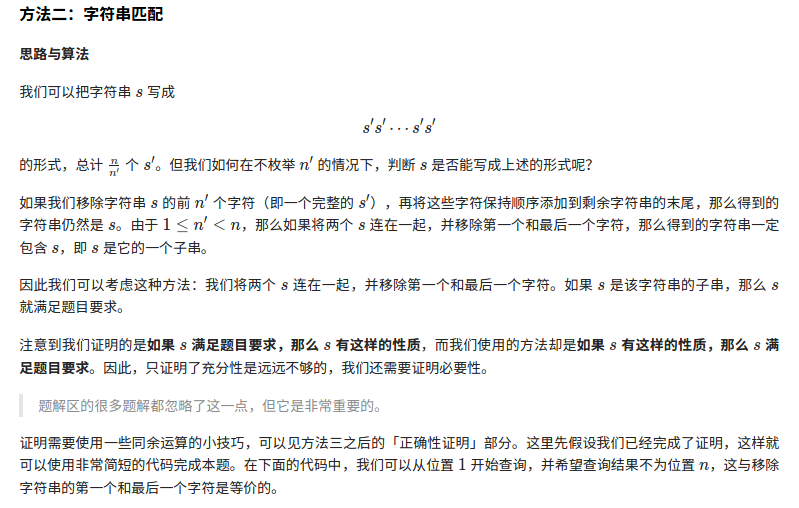 方法二：字符串匹配
思路与算法
我们可以把字符串 s 写成
s′s′⋯s′s′
的形式，总计 n/n′ 个 s′。但我们如何在不枚举 n′ 的情况下，判断 s 是否能写成上述的形式呢？
如果我们移除字符串 s 的前 n′ 个字符（即一个完整的 s′），再将这些字符保持顺序添加到剩余字符串的末尾，那么得到的
字符串仍然是 s。由于 1 ≤ n′ < n，那么如果将两个 s 连在一起，并移除第一个和最后一个字符，那么得到的字符串一定
包含 s，即 s 是它的一个子串。
因此我们可以考虑这种方法：我们将两个 s 连在一起，并移除第一个和最后一个字符。如果 s 是该字符串的子串，那么 s
就满足题目要求。
注意到我们证明的是如果 s 满足题目要求，那么 s 有这样的性质，而我们使用的方法却是如果 s 有这样的性质，那么 s 满
足题目要求。因此，只证明了充分性是远远不够的，我们还需要证明必要性。
题解区的很多题解都忽略了这一点，但它是非常重要的。
证明需要使用一些同余运算的小技巧，可以见方法三之后的「正确性证明」部分。这里先假设我们已经完成了证明，这样就
可以使用非常简短的代码完成本题。在下面的代码中，我们可以从位置 1 开始查询，并希望查询结果不为位置 n，这与移除
字符串的第一个和最后一个字符是等价的。